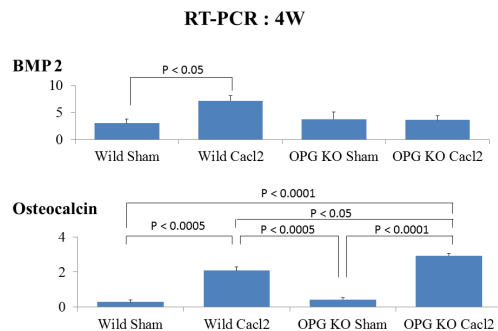 RT-PCR : 4W
BMP 2
P < 0.05
10
5
0
Wild Sham Wild Cacl2 OPG KO Sham OPG KO Cacl2
P < 0.0001
Osteocalcin
P < 0.05
P < 0.0005 P < 0.0005 P < 0.0001
4
2
0
Wild Sham Wild Cacl2 OPG KO Sham OPG KO Cacl2